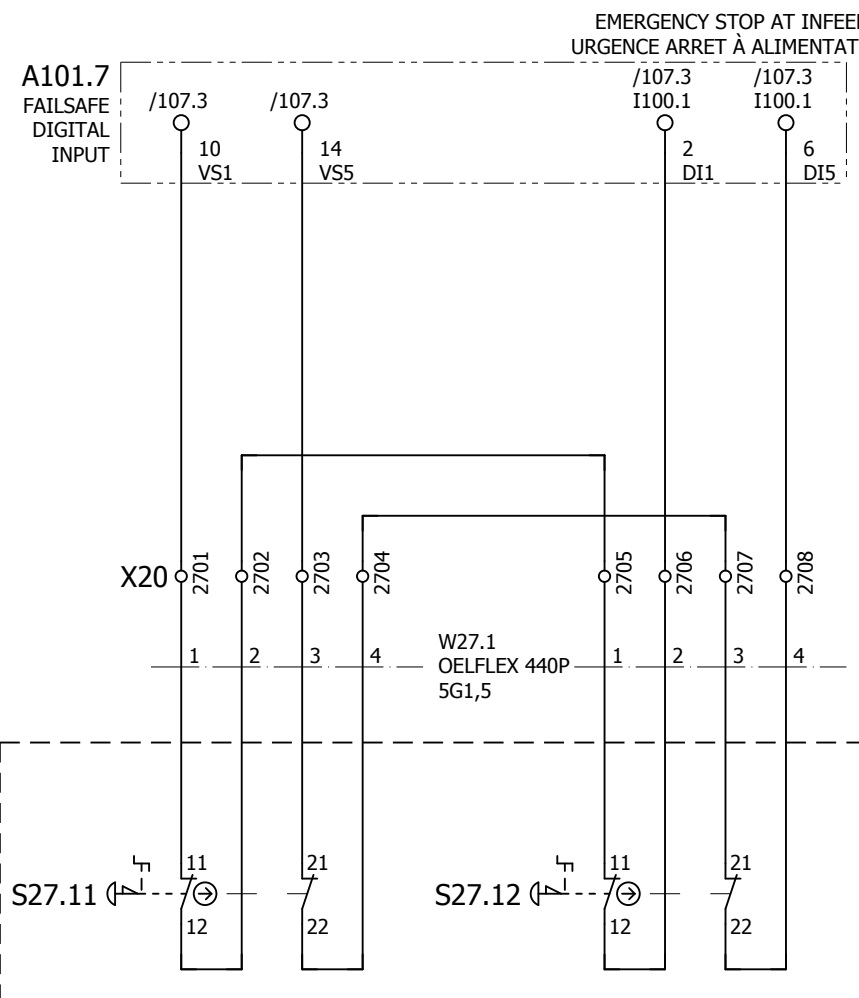 EMERGENCY STOP AT INFEE
URGENCE ARRET À ALIMENTAT
A101.7
FAILSAFE
DIGITAL
INPUT
/107.3
/107.3
/107.3
I100.1
/107.3
I100.1
10
VS1
14
VS5
2
DI1
6
DI5
X20
2701
2702
2703
2704
2705
2706
2707
2708
1
2
3
4
W27.1
OELFLEX 440P
5G1,5
1
2
3
4
S27.11
11
12
21
22
S27.12
11
12
21
22